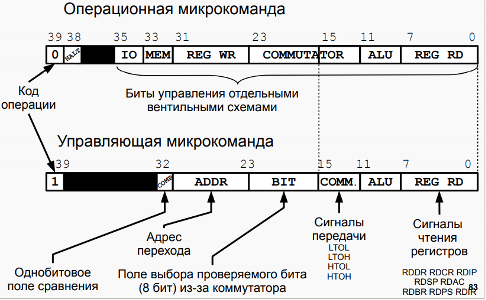 Операционная микрокоманда
39 38 35 33 31 23 15 11 7 0
0 HALT IO MEM REG WR COMMUTATOR ALU REG RD
Биты управления отдельными
вентильными схемами
Код
операции
Управляющая микрокоманда
39 32 23 15 11 7 0
1 COMP ADDR BIT COMM. ALU REG RD
Адрес
перехода
Сигналы
передачи
LTOL
LTOH
HTOL
HTOH
Сигналы
чтения
регистров
Однобитовое
поле сравнения
Поле выбора проверяемого бита
(8 бит) из-за коммутатора
RDDR RDCR RDIP
RDSP RDAC
RDBR RDPS RDIR
83